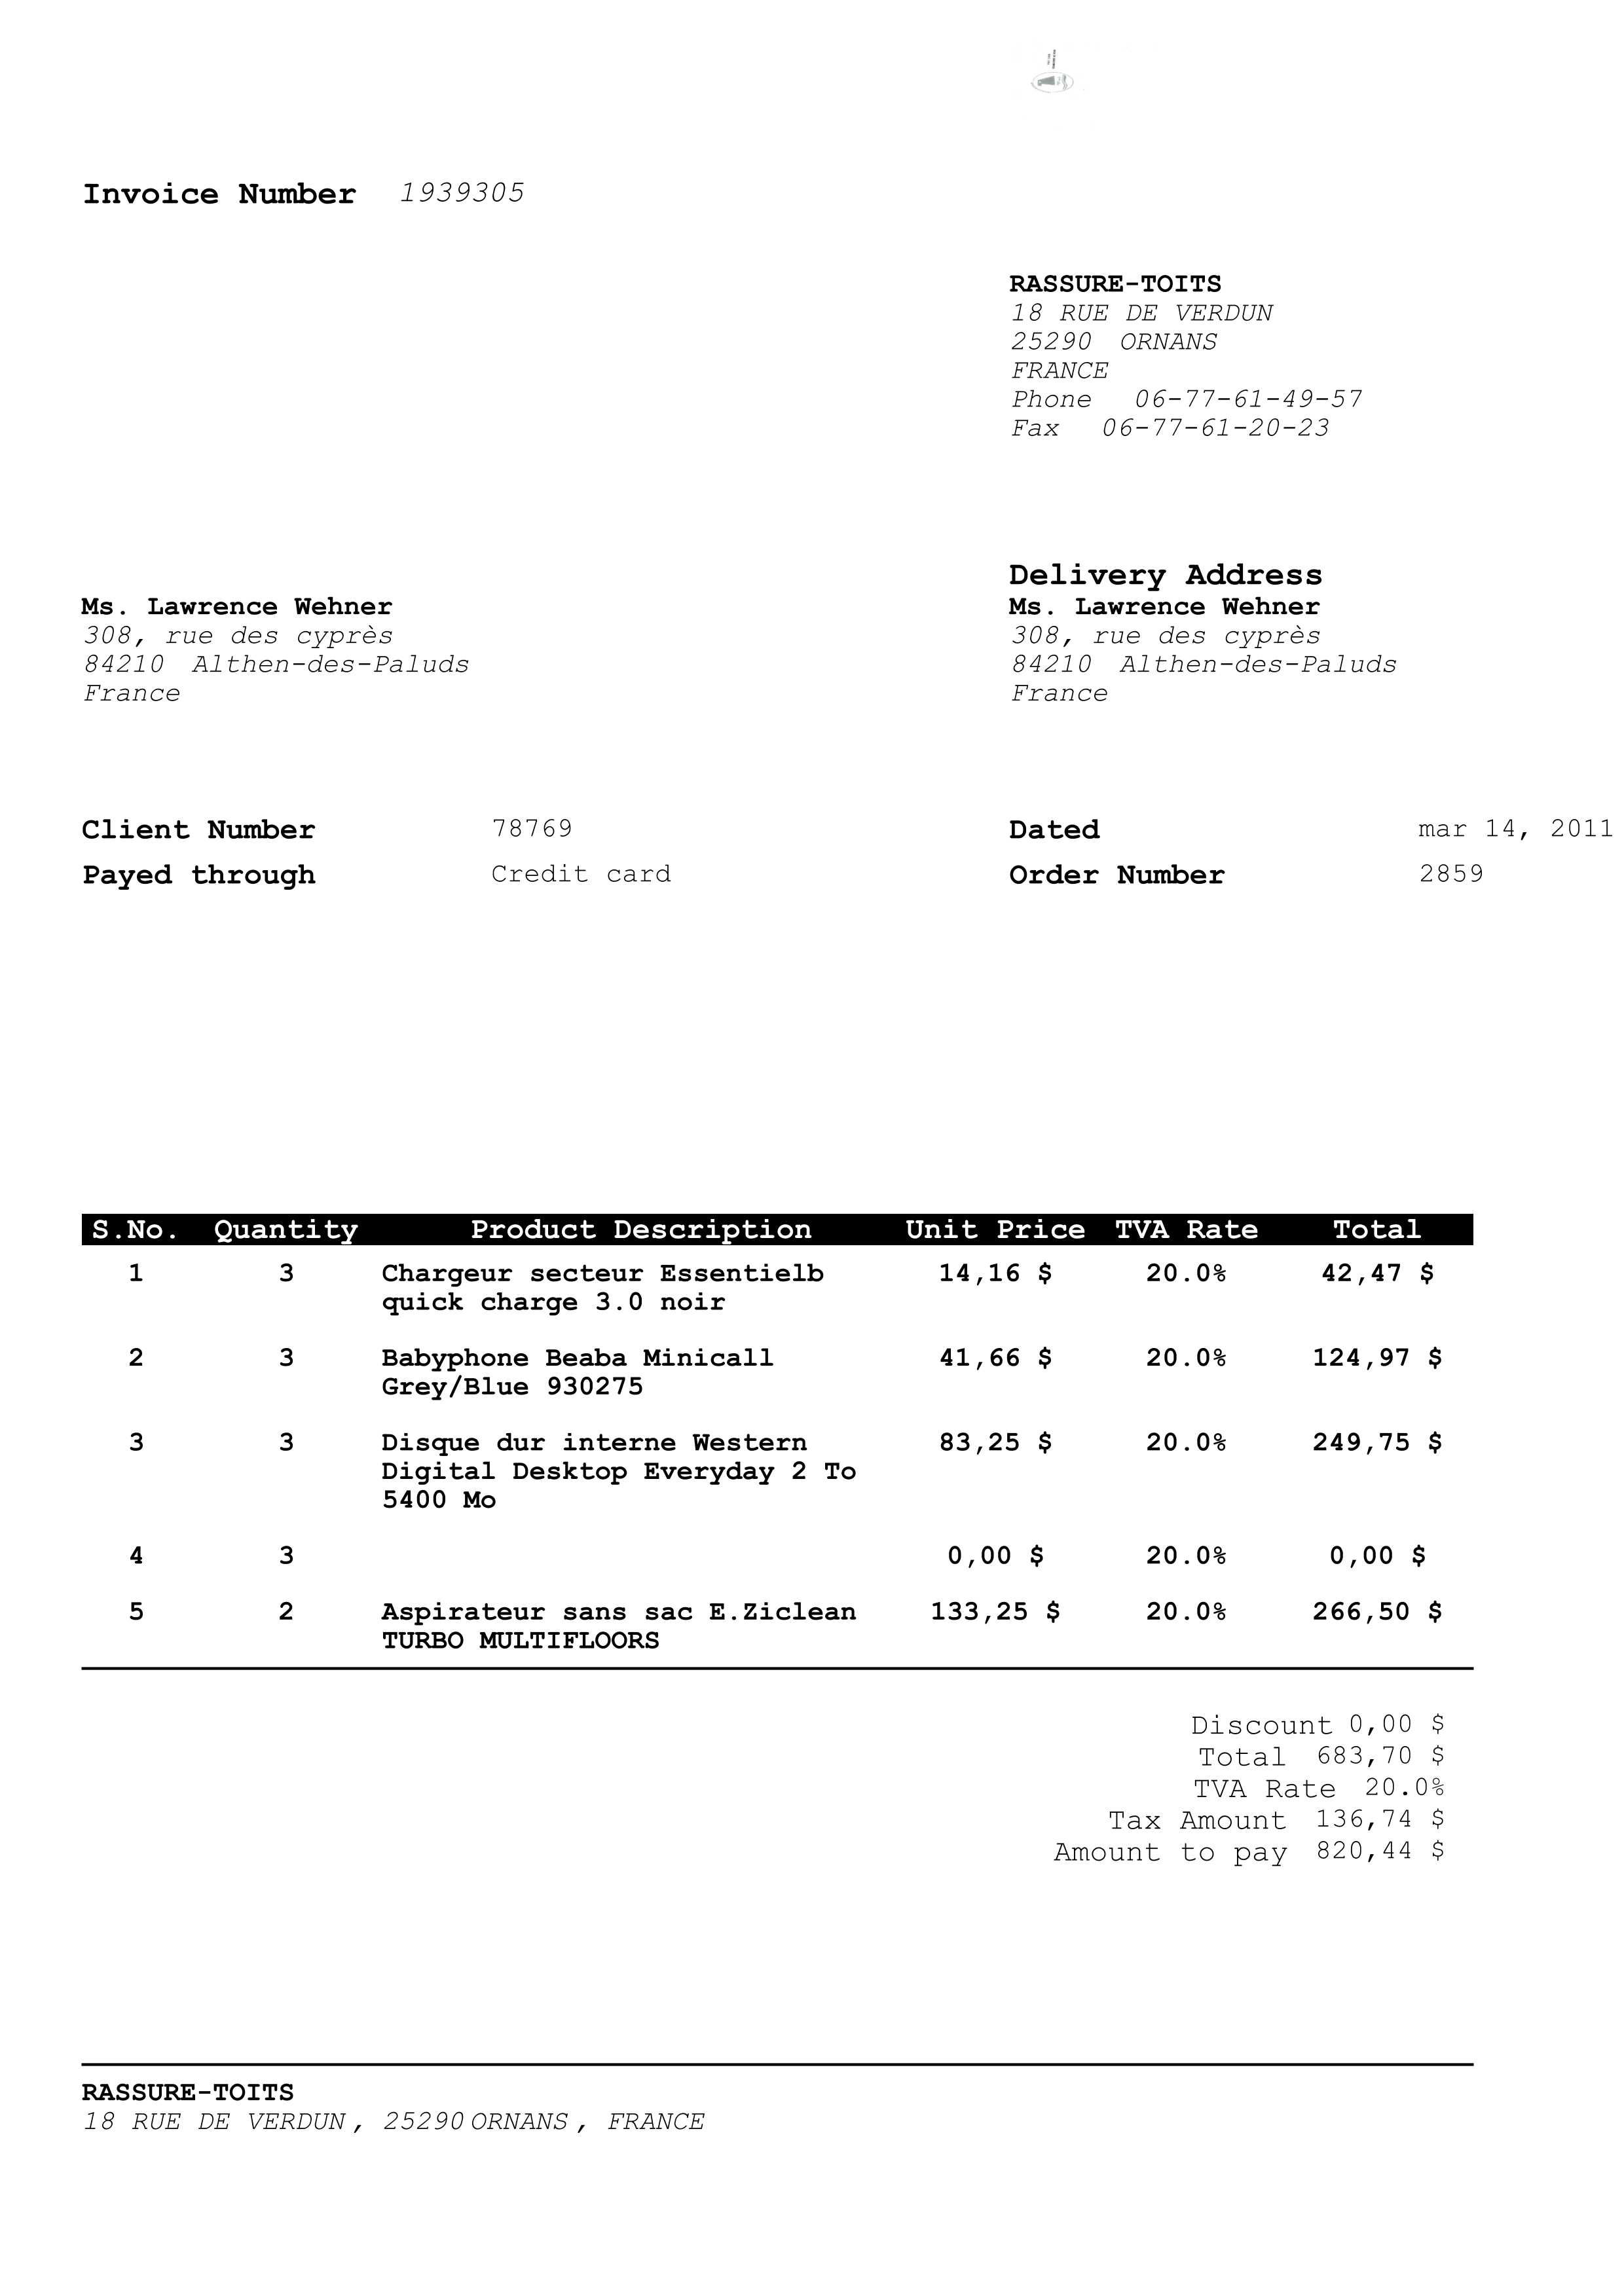 Invoice Number 1939305
RASSURE-TOITS
18 RUE DE VERDUN
25290 ORNANS
FRANCE
Phone 06-77-61-49-57
Fax 06-77-61-20-23
Delivery Address
Ms. Lawrence Wehner Ms. Lawrence Wehner
308, rue des cyprès 308, rue des cyprès
84210 Althen-des-Paluds 84210 Althen-des-Paluds
France France
Client Number 78769 Dated mar 14, 2011
Payed through Credit card Order Number 2859
S.No. Quantity Product Description Unit Price TVA Rate Total
1 3 Chargeur secteur Essentielb 14,16 $ 20.0% 42,47 $
quick charge 3.0 noir
2 3 Babyphone Beaba Minicall 41,66 $ 20.0% 124,97 $
Grey/Blue 930275
3 3 Disque dur interne Western 83,25 $ 20.0% 249,75 $
Digital Desktop Everyday 2 To
5400 Mo
4 3 0,00 $ 20.0% 0,00 $
5 2 Aspirateur sans sac E.Ziclean 133,25 $ 20.0% 266,50 $
TURBO MULTIFLOORS
Discount 0,00 $
Total 683,70 $
TVA Rate 20.0%
Tax Amount 136,74 $
Amount to pay 820,44 $
RASSURE-TOITS
18 RUE DE VERDUN, 25290 ORNANS, FRANCE